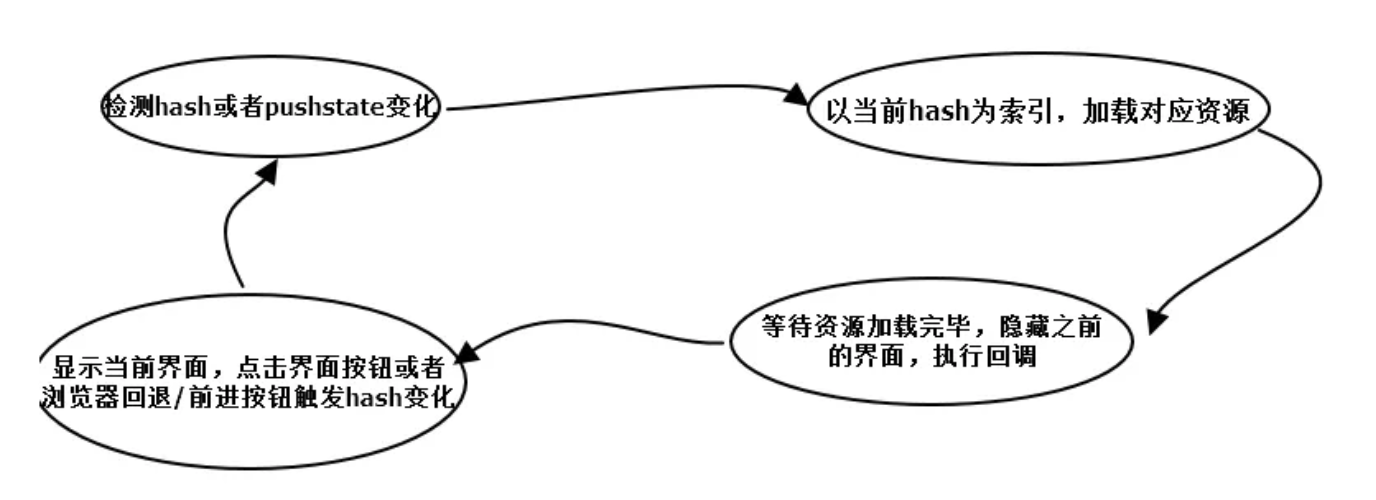 检测hash或者pushstate变化
以当前hash为索引，加载对应资源
等待资源加载完毕，隐藏之前
的界面，执行回调
显示当前界面，点击界面按钮或者
浏览器回退/前进按钮触发hash变化